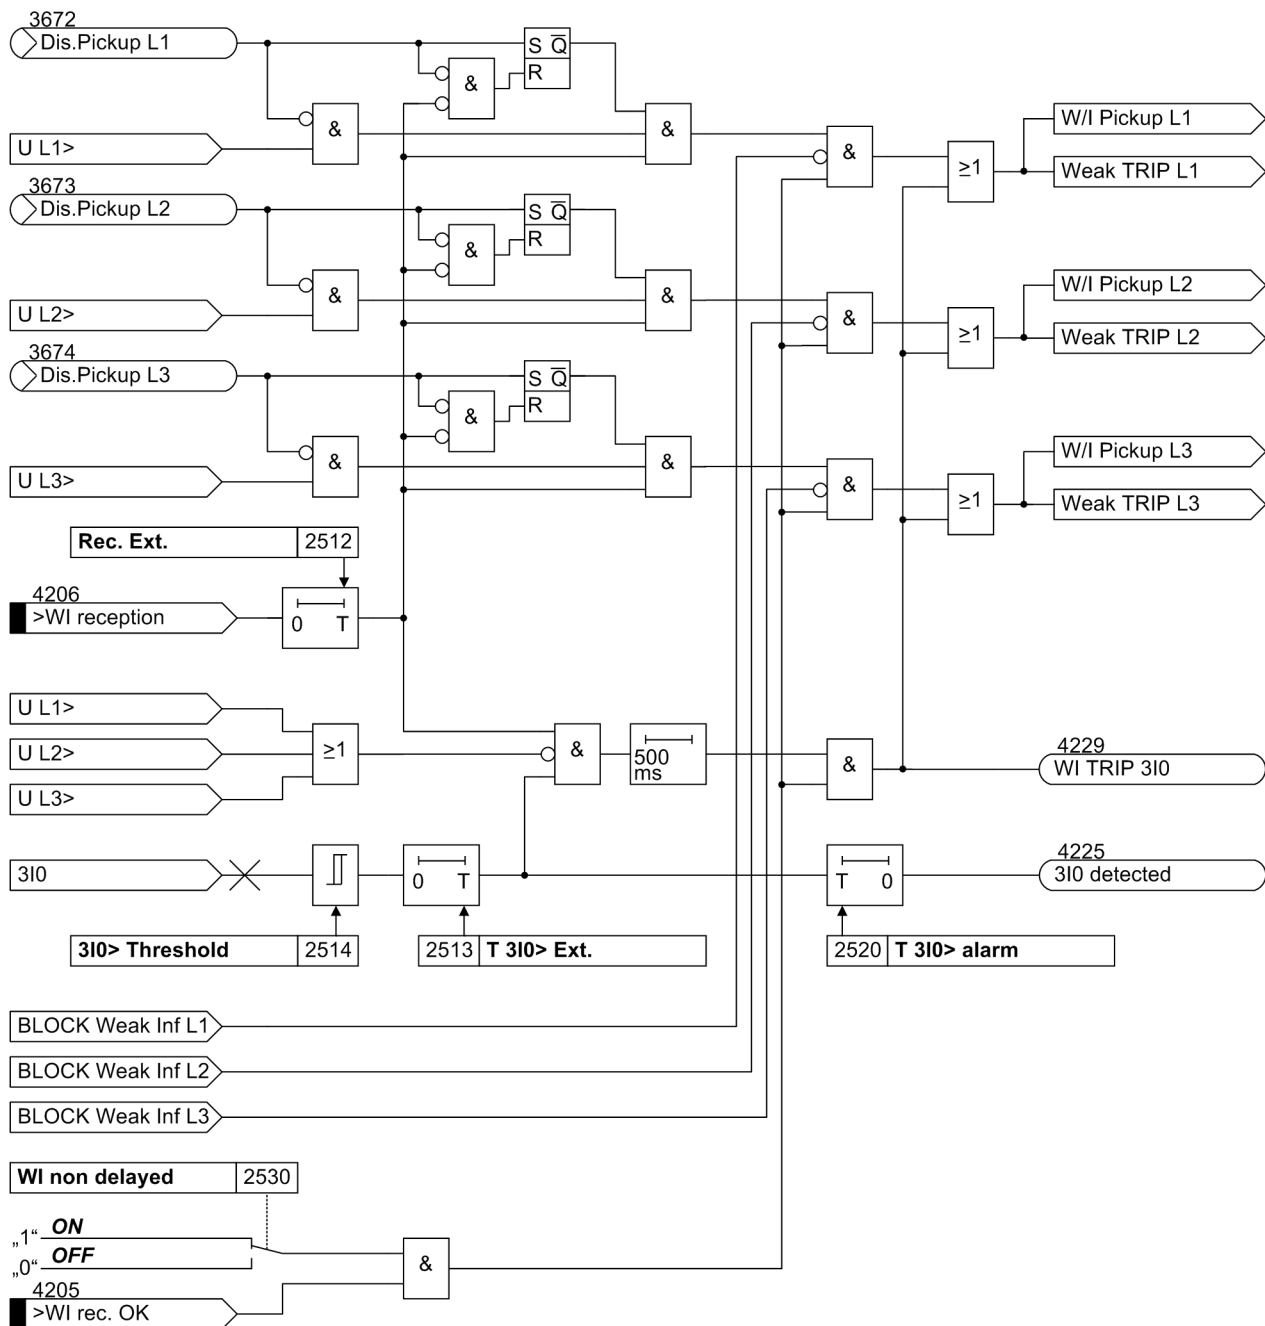 3672
Dis.Pickup L1
S Q̅
R
&
&
&
U L1>
&
≥1
W/I Pickup L1
Weak TRIP L1
3673
Dis.Pickup L2
S Q̅
R
&
&
&
U L2>
&
≥1
W/I Pickup L2
Weak TRIP L2
3674
Dis.Pickup L3
S Q̅
R
&
&
&
U L3>
&
≥1
W/I Pickup L3
Weak TRIP L3
Rec. Ext. 2512
4206
>WI reception
0 T
U L1>
U L2>
U L3>
≥1
&
500 ms
&
4229
WI TRIP 3I0
3I0
0 T
T 0
4225
3I0 detected
3I0> Threshold 2514
2513 T 3I0> Ext.
2520 T 3I0> alarm
BLOCK Weak Inf L1
BLOCK Weak Inf L2
BLOCK Weak Inf L3
WI non delayed 2530
„1“ ON
„0“ OFF
&
4205
>WI rec. OK